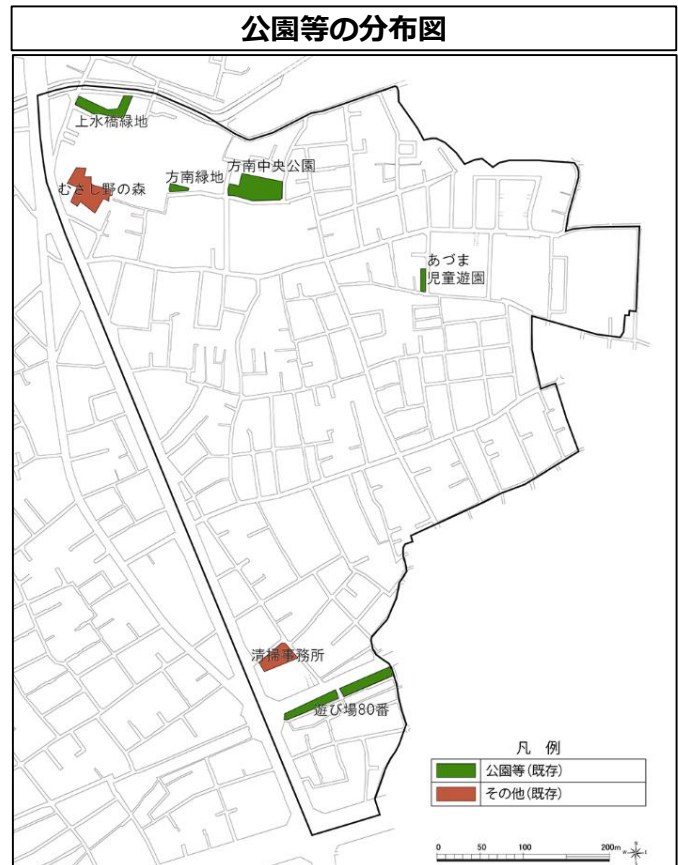 公園等の分布図
上水橋緑地
むさし野の森
方南緑地
方南中央公園
あづま
児童遊園
清掃事務所
遊び場80番
凡 例
公園等(既存)
その他(既存)
0 50 100 200m